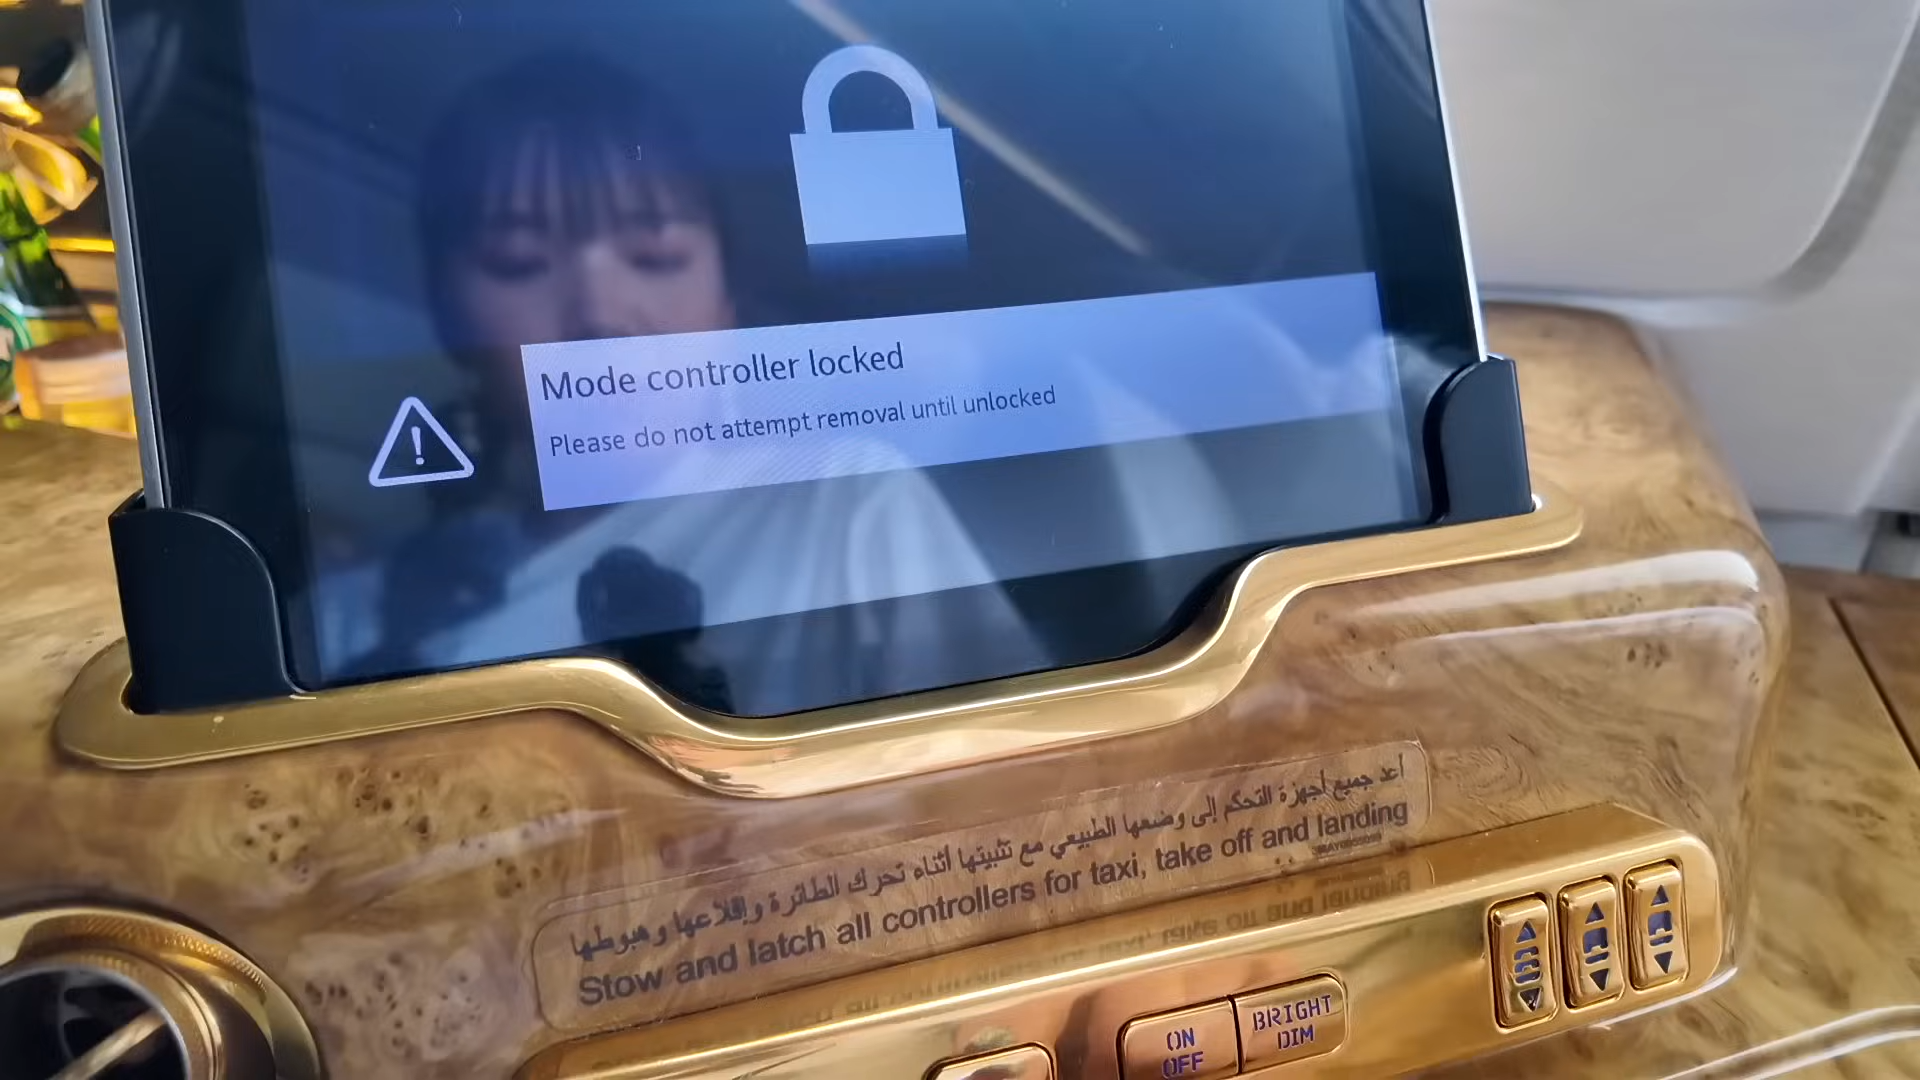 Mode controller locked
Please do not attempt removal until unlocked
أعد جميع أجهزة التحكم إلى وضعها الطبيعي مع تثبيتها أثناء تحرك الطائرة وإقلاعها وهبوطها
Stow and latch all controllers for taxi, take off and landing
ON
OFF
BRIGHT
DIM